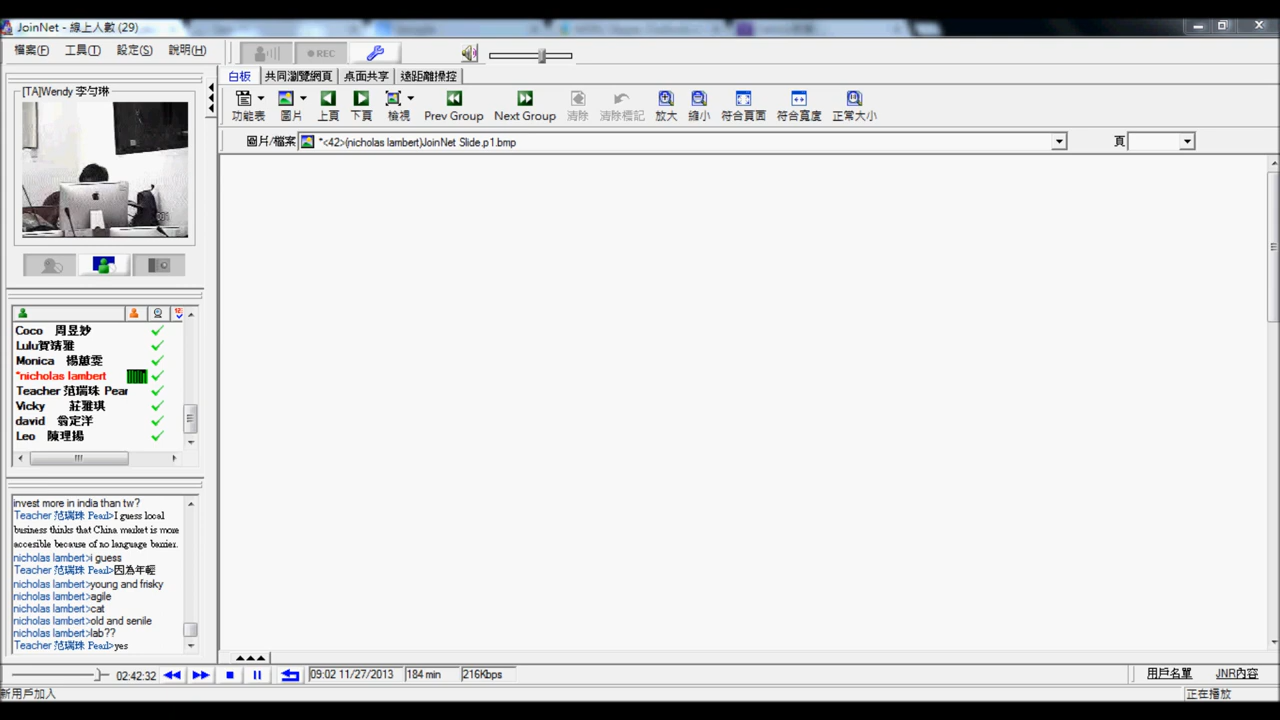 JoinNet - 線上人數 (29)
檔案(F) 工具(T) 設定(S) 說明(H)
REC
[TA]Wendy 李勻琳
白板 共同瀏覽網頁 桌面共享 遠距離操控
功能表 圖片 上頁 下頁 檢視 Prev Group Next Group 清除 清除標記 放大 縮小 符合頁面 符合寬度 正常大小
圖片/檔案 *<42>(nicholas lambert)JoinNet Slide.p1.bmp 頁
Coco 周昱妙
Lulu賀婧雅
Monica 楊蕙雯
*nicholas lambert
Teacher 范瑞珠 Pear
Vicky 莊雅琪
david 翁定洋
Leo 陳理揚
invest more in india than tw?
Teacher 范瑞珠 Pearl>I guess local
business thinks that China market is more
accesible because of no language barrier.
nicholas lambert>i guess
Teacher 范瑞珠 Pearl>因為年輕
nicholas lambert>young and frisky
nicholas lambert>agile
nicholas lambert>cat
nicholas lambert>old and senile
nicholas lambert>lab??
Teacher 范瑞珠 Pearl>yes
02:42:32 09:02 11/27/2013 184 min 216Kbps 用戶名單 JNR內容
新用戶加入 正在播放